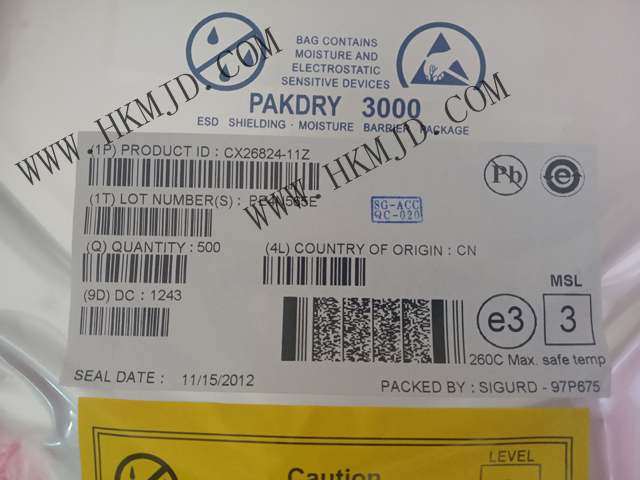 BAG CONTAINS
MOISTURE AND
ELECTROSTATIC
SENSITIVE DEVICES
PAKDRY 3000
ESD SHIELDING · MOISTURE BARRIER PACKAGE
WWW.HKMJD.COM
WWW.HKMJD.COM
(1P) PRODUCT ID : CX26824-11Z
Pb
e
(1T) LOT NUMBER(S) :
SG-ACC
QC-020
(Q) QUANTITY : 500
(4L) COUNTRY OF ORIGIN : CN
(9D) DC : 1243
MSL
e3
3
260C Max. safe temp
SEAL DATE : 11/15/2012
PACKED BY : SIGURD - 97P675
LEVEL
Caution